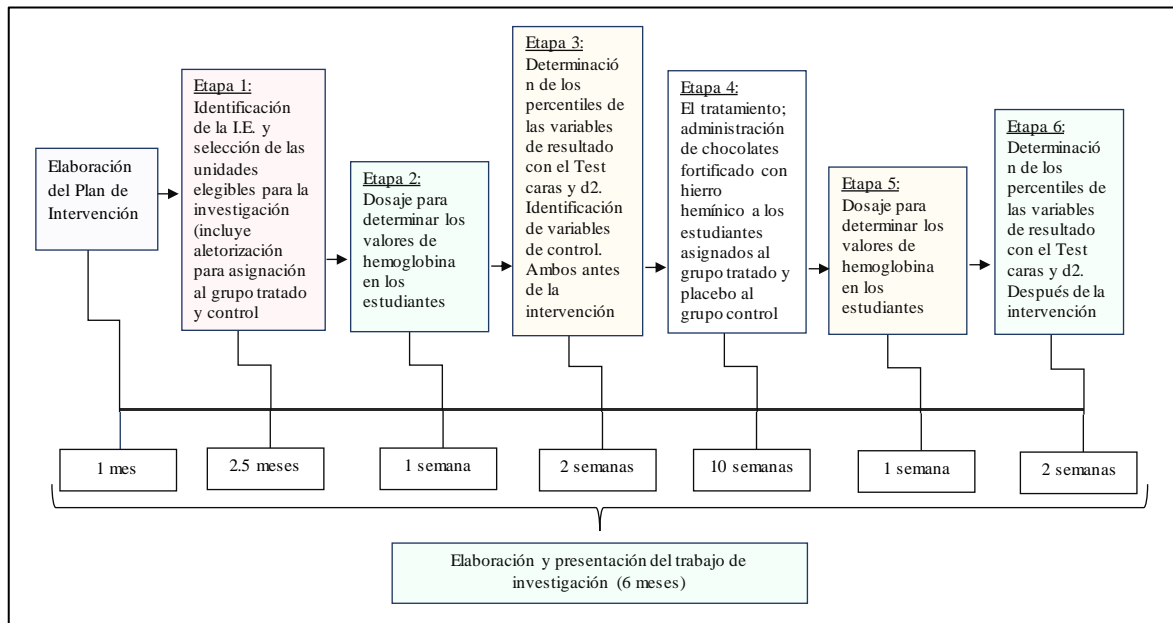 Elaboración
del Plan de
Intervención
Etapa 1:
Identificación
de la I.E. y
selección de las
unidades
elegibles para la
investigación
(incluye
aletorización
para asignación
al grupo tratado
y control
Etapa 2:
Dosaje para
determinar los
valores de
hemoglobina
en los
estudiantes
Etapa 3:
Determinació
n de los
percentiles de
las variables
de resultado
con el Test
caras y d2.
Identificación
de variables
de control.
Ambos antes
de la
intervención
Etapa 4:
El tratamiento;
administración
de chocolates
fortificado con
hierro
hemínico a los
estudiantes
asignados al
grupo tratado y
placebo al
grupo control
Etapa 5:
Dosaje para
determinar los
valores de
hemoglobina
en los
estudiantes
Etapa 6:
Determinació
n de los
percentiles de
las variables
de resultado
con el Test
caras y d2.
Después de la
intervención
1 mes
2.5 meses
1 semana
2 semanas
10 semanas
1 semana
2 semanas
Elaboración y presentación del trabajo de
investigación (6 meses)